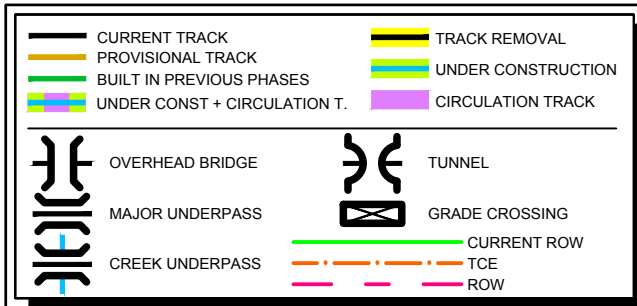 CURRENT TRACK
PROVISIONAL TRACK
BUILT IN PREVIOUS PHASES
UNDER CONST + CIRCULATION T.
TRACK REMOVAL
UNDER CONSTRUCTION
CIRCULATION TRACK
OVERHEAD BRIDGE
MAJOR UNDERPASS
CREEK UNDERPASS
TUNNEL
GRADE CROSSING
CURRENT ROW
TCE
ROW